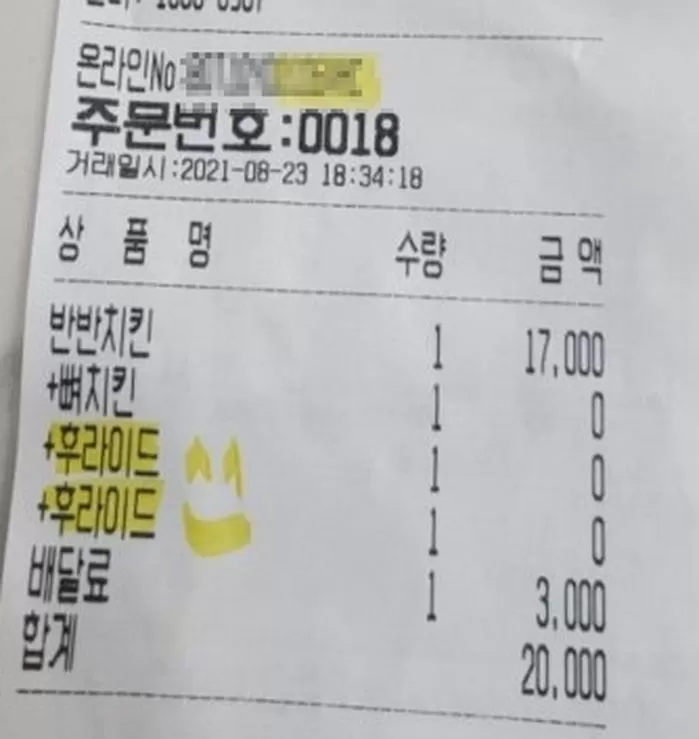 온라인No
주문번호:0018
거래일시:2021-08-23 18:34:18
상 품 명 수량 금 액
반반치킨 1 17,000
+뼈치킨 1 0
+후라이드 1 0
+후라이드 1 0
배달료 1 3,000
합계 20,000